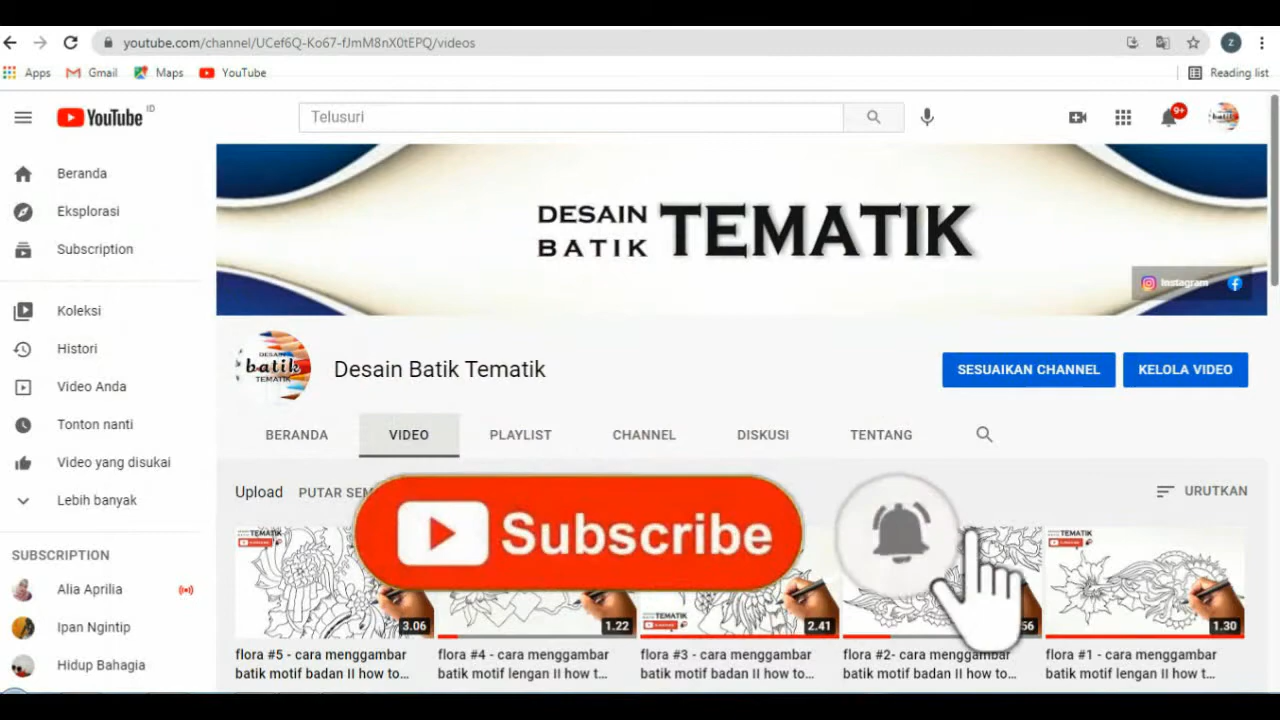 youtube.com/channel/UCef6Q-Ko67-fJmM8nX0tEPQ/videos
Z
Apps Gmail Maps YouTube
Reading list
YouTube ID
Telusuri
9+
Beranda
Eksplorasi
Subscription
Koleksi
Histori
Video Anda
Tonton nanti
Video yang disukai
Lebih banyak
SUBSCRIPTION
Alia Aprilia
Ipan Ngintip
Hidup Bahagia
DESAIN
BATIK
TEMATIK
Instagram
DESAIN
batik
TEMATIK
Desain Batik Tematik
SESUAIKAN CHANNEL
KELOLA VIDEO
BERANDA VIDEO PLAYLIST CHANNEL DISKUSI TENTANG
Upload PUTAR SEM
URUTKAN
Subscribe
TEMATIK
3.06
1.22
TEMATIK
2.41
56
TEMATIK
1.30
flora #5 - cara menggambar
batik motif badan II how to...
flora #4 - cara menggambar
batik motif lengan II how t...
flora #3 - cara menggambar
batik motif badan II how to...
flora #2- cara menggambar
batik motif badan II how to...
flora #1 - cara menggambar
batik motif lengan II how t...